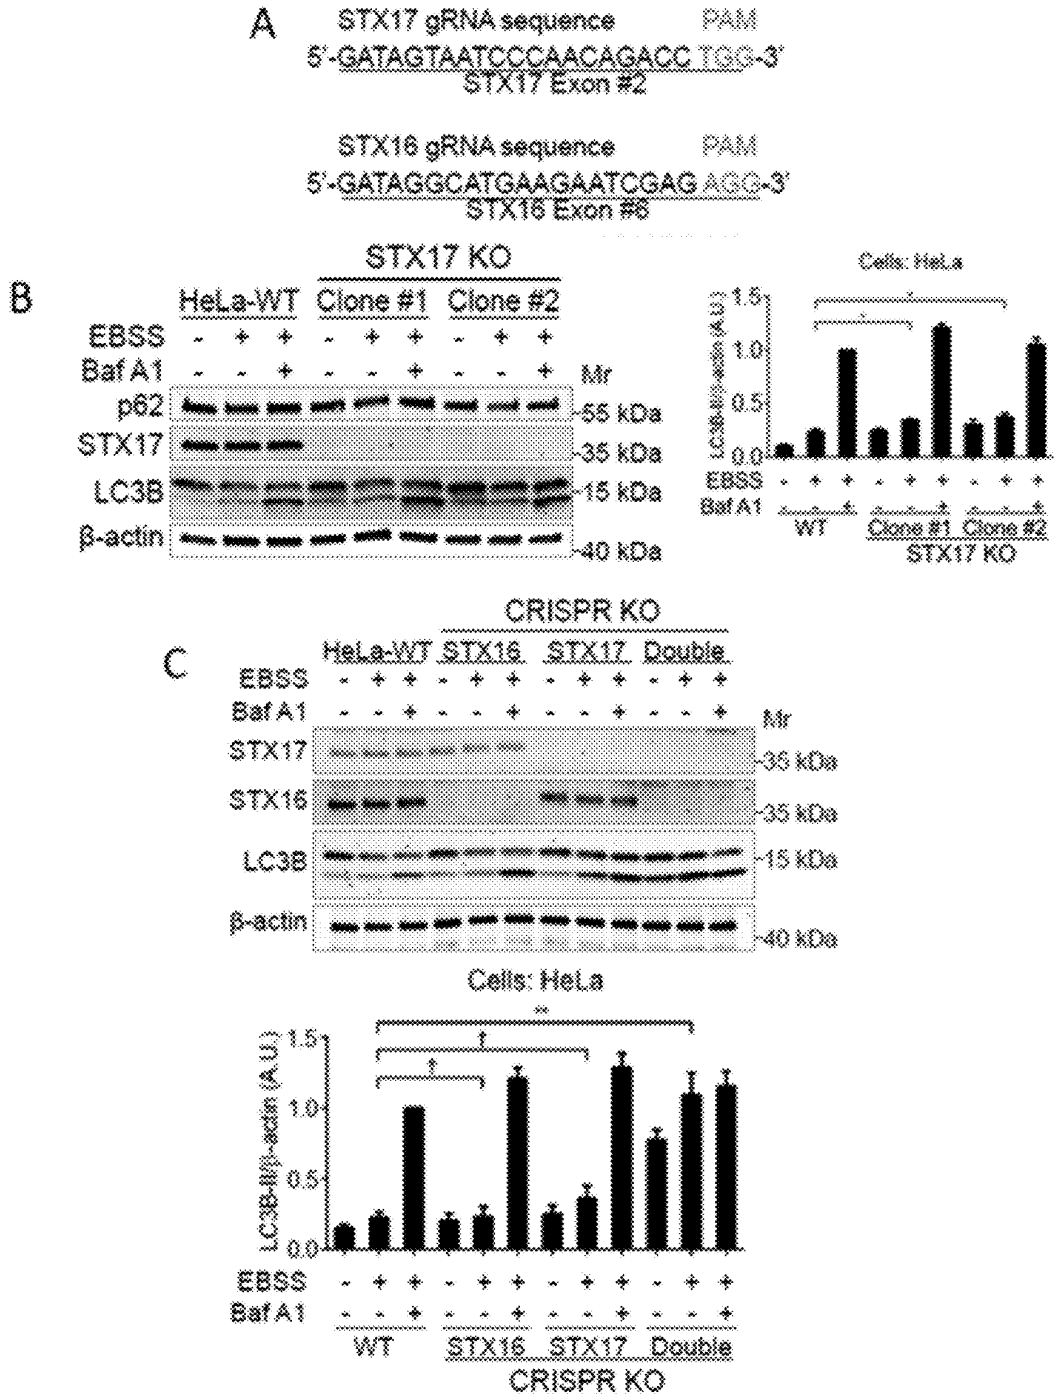 A
STX17 gRNA sequence PAM
5'-GATAGTAATCCCAACAGACC TGG-3'
STX17 Exon #2
STX16 gRNA sequence PAM
5'-GATAGGCATGAAGAATCGAG AGG-3'
STX16 Exon #6
B
STX17 KO
HeLa-WT Clone #1 Clone #2
EBSS - + + - + + - + +
Baf A1 - - + - - + - - +
Mr
p62
-55 kDa
STX17
-35 kDa
LC3B
-15 kDa
β-actin
-40 kDa
Cells: HeLa
LC3B-II/β-actin (A.U.)
1.5
1.0
0.5
0.0
* *
EBSS - + + - + + - + +
Baf A1 - - + - - + - - +
WT Clone #1 Clone #2
STX17 KO
C
CRISPR KO
HeLa-WT STX16 STX17 Double
EBSS - + + - + + - + +  - + +
Baf A1 - - + - - + - - + - - +
Mr
STX17
-35 kDa
STX16
-35 kDa
LC3B
-15 kDa
β-actin
-40 kDa
Cells: HeLa
**
†
†
LC3B-II/β-actin (A.U.)
1.5
1.0
0.5
0.0
EBSS - + + - + + - + + - + +
Baf A1 - - + - - + - - + - - +
WT STX16 STX17 Double
CRISPR KO